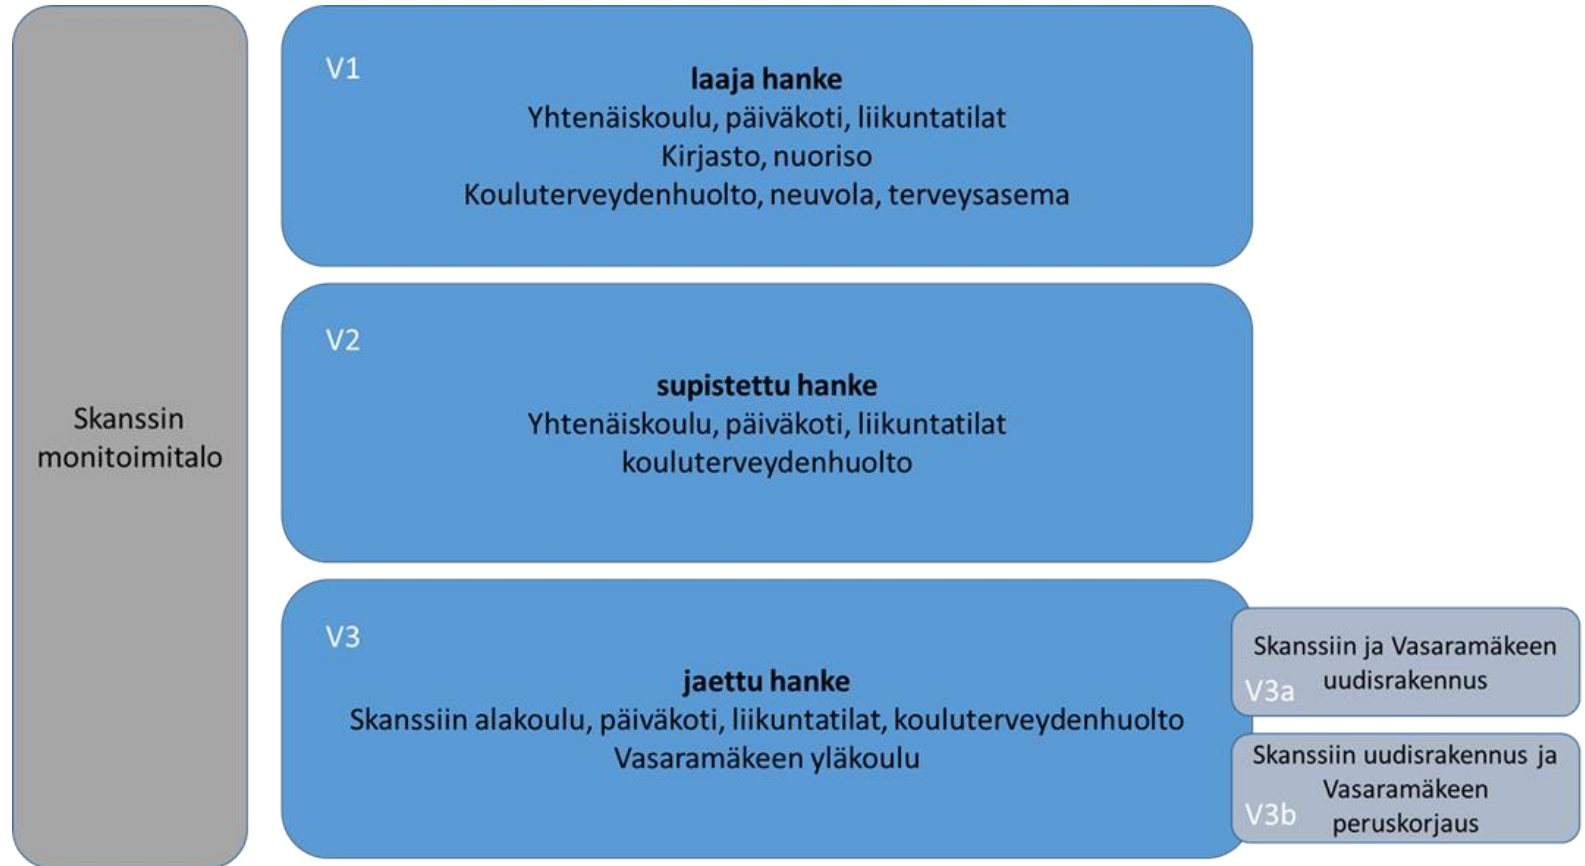 Skanssin
monitoimitalo
V1
laaja hanke
Yhtenäiskoulu, päiväkoti, liikuntatilat
Kirjasto, nuoriso
Kouluterveydenhuolto, neuvola, terveysasema
V2
supistettu hanke
Yhtenäiskoulu, päiväkoti, liikuntatilat
kouluterveydenhuolto
V3
jaettu hanke
Skanssiin alakoulu, päiväkoti, liikuntatilat, kouluterveydenhuolto
Vasaramäkeen yläkoulu
Skanssiin ja Vasaramäkeen
uudisrakennus
V3a
Skanssiin uudisrakennus ja
Vasaramäkeen
peruskorjaus
V3b